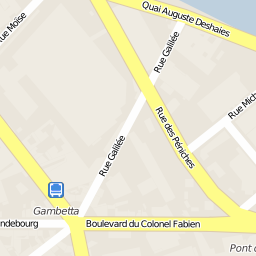 Quai Auguste Deshaies
Rue Moïse
Rue Galilée
Rue Mich
Rue des Péniches
Rue Galilée
Gambetta
ndebourg
Boulevard du Colonel Fabien
Pont d